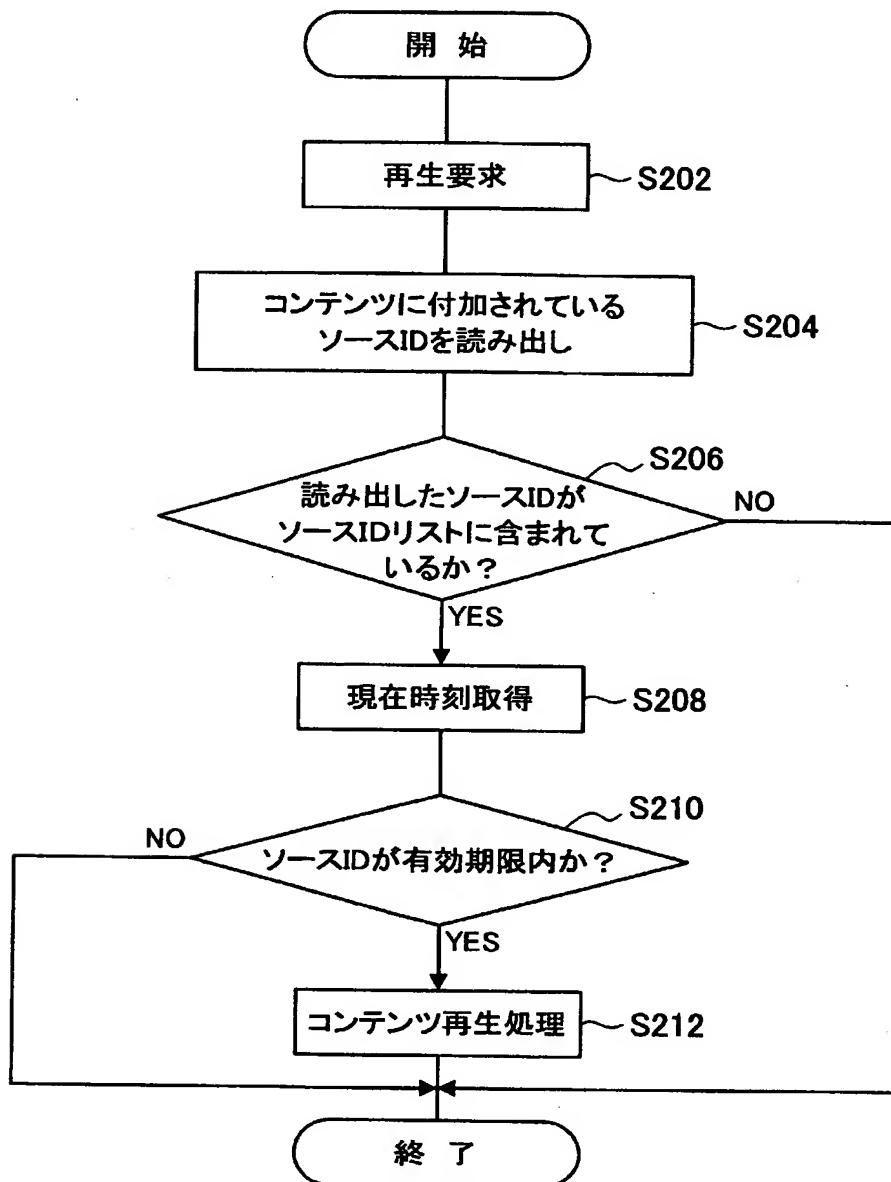 開 始
再生要求
S202
コンテンツに付加されている
ソースIDを読み出し
S204
S206
読み出したソースIDが
ソースIDリストに含まれて
いるか?
NO
YES
現在時刻取得
S208
S210
NO
ソースIDが有効期限内か?
YES
コンテンツ再生処理
S212
終 了